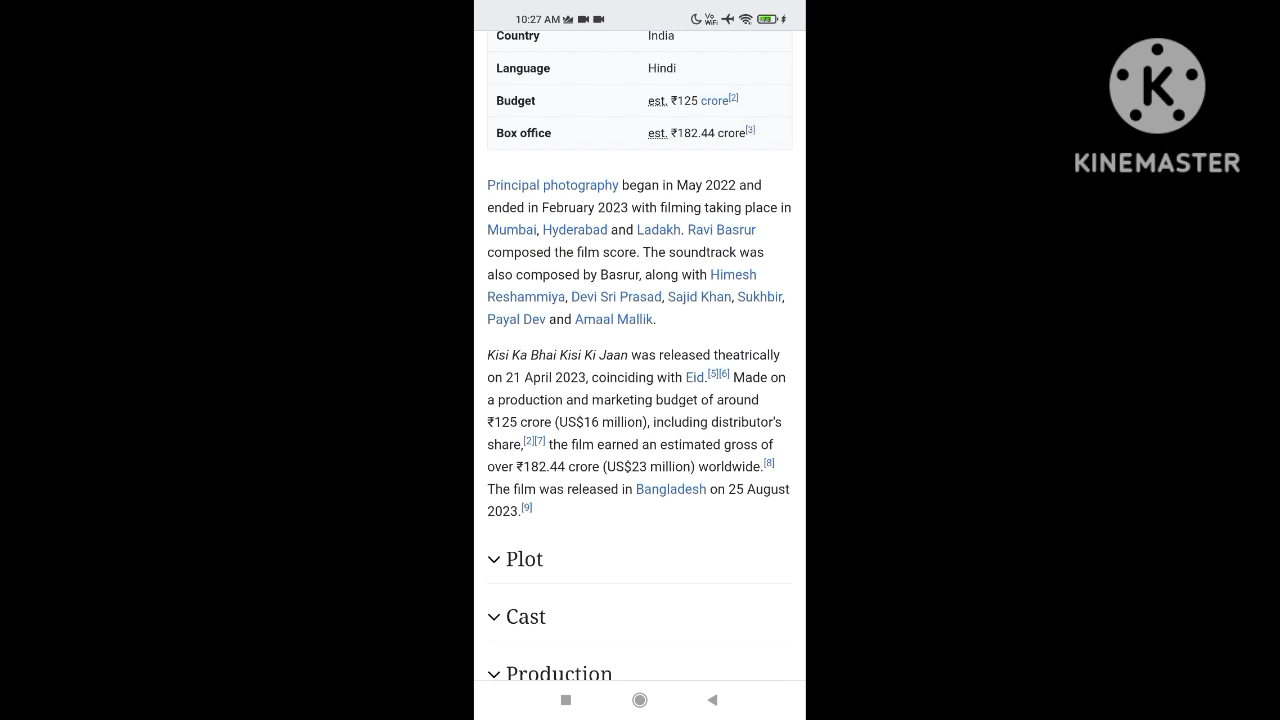 10:27 AM
Vo
WiFi
73
Country India
Language Hindi
Budget est. ₹125 crore[2]
Box office est. ₹182.44 crore[3]
Principal photography began in May 2022 and
ended in February 2023 with filming taking place in
Mumbai, Hyderabad and Ladakh. Ravi Basrur
composed the film score. The soundtrack was
also composed by Basrur, along with Himesh
Reshammiya, Devi Sri Prasad, Sajid Khan, Sukhbir,
Payal Dev and Amaal Mallik.
Kisi Ka Bhai Kisi Ki Jaan was released theatrically
on 21 April 2023, coinciding with Eid.[5][6] Made on
a production and marketing budget of around
₹125 crore (US$16 million), including distributor's
share,[2][7] the film earned an estimated gross of
over ₹182.44 crore (US$23 million) worldwide.[8]
The film was released in Bangladesh on 25 August
2023.[9]
Plot
Cast
Production
K
KINEMASTER